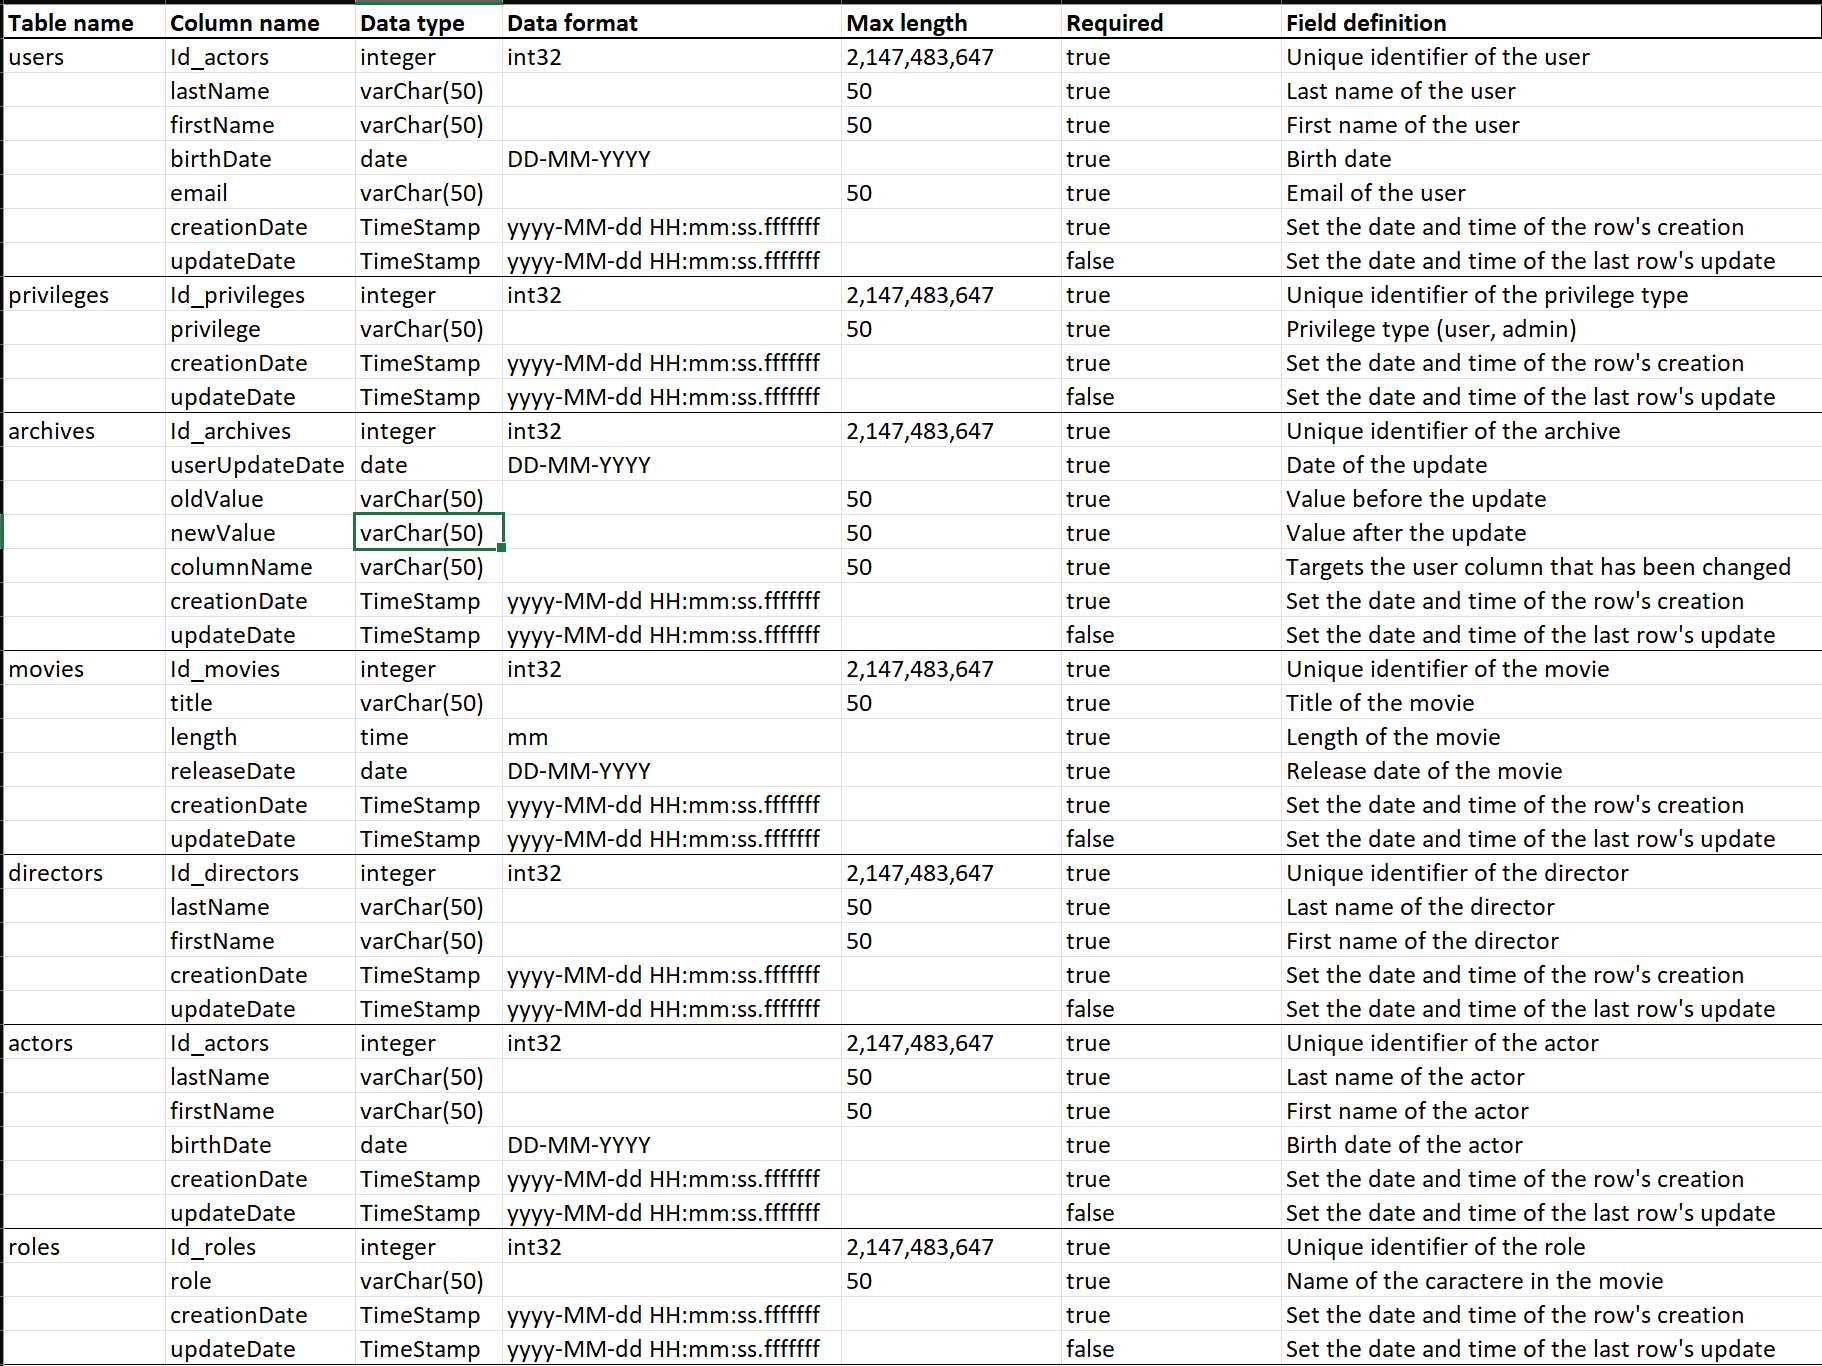 Table name Column name Data type Data format Max length Required Field definition
users Id_actors integer int32 2,147,483,647 true Unique identifier of the user
lastName varChar(50) 50 true Last name of the user
firstName varChar(50) 50 true First name of the user
birthDate date DD-MM-YYYY true Birth date
email varChar(50) 50 true Email of the user
creationDate TimeStamp yyyy-MM-dd HH:mm:ss.fffffff true Set the date and time of the row's creation
updateDate TimeStamp yyyy-MM-dd HH:mm:ss.fffffff false Set the date and time of the last row's update
privileges Id_privileges integer int32 2,147,483,647 true Unique identifier of the privilege type
privilege varChar(50) 50 true Privilege type (user, admin)
creationDate TimeStamp yyyy-MM-dd HH:mm:ss.fffffff true Set the date and time of the row's creation
updateDate TimeStamp yyyy-MM-dd HH:mm:ss.fffffff false Set the date and time of the last row's update
archives Id_archives integer int32 2,147,483,647 true Unique identifier of the archive
userUpdateDate date DD-MM-YYYY true Date of the update
oldValue varChar(50) 50 true Value before the update
newValue varChar(50) 50 true Value after the update
columnName varChar(50) 50 true Targets the user column that has been changed
creationDate TimeStamp yyyy-MM-dd HH:mm:ss.fffffff true Set the date and time of the row's creation
updateDate TimeStamp yyyy-MM-dd HH:mm:ss.fffffff false Set the date and time of the last row's update
movies Id_movies integer int32 2,147,483,647 true Unique identifier of the movie
title varChar(50) 50 true Title of the movie
length time mm true Length of the movie
releaseDate date DD-MM-YYYY true Release date of the movie
creationDate TimeStamp yyyy-MM-dd HH:mm:ss.fffffff true Set the date and time of the row's creation
updateDate TimeStamp yyyy-MM-dd HH:mm:ss.fffffff false Set the date and time of the last row's update
directors Id_directors integer int32 2,147,483,647 true Unique identifier of the director
lastName varChar(50) 50 true Last name of the director
firstName varChar(50) 50 true First name of the director
creationDate TimeStamp yyyy-MM-dd HH:mm:ss.fffffff true Set the date and time of the row's creation
updateDate TimeStamp yyyy-MM-dd HH:mm:ss.fffffff false Set the date and time of the last row's update
actors Id_actors integer int32 2,147,483,647 true Unique identifier of the actor
lastName varChar(50) 50 true Last name of the actor
firstName varChar(50) 50 true First name of the actor
birthDate date DD-MM-YYYY true Birth date of the actor
creationDate TimeStamp yyyy-MM-dd HH:mm:ss.fffffff true Set the date and time of the row's creation
updateDate TimeStamp yyyy-MM-dd HH:mm:ss.fffffff false Set the date and time of the last row's update
roles Id_roles integer int32 2,147,483,647 true Unique identifier of the role
role varChar(50) 50 true Name of the caractere in the movie
creationDate TimeStamp yyyy-MM-dd HH:mm:ss.fffffff true Set the date and time of the row's creation
updateDate TimeStamp yyyy-MM-dd HH:mm:ss.fffffff false Set the date and time of the last row's update